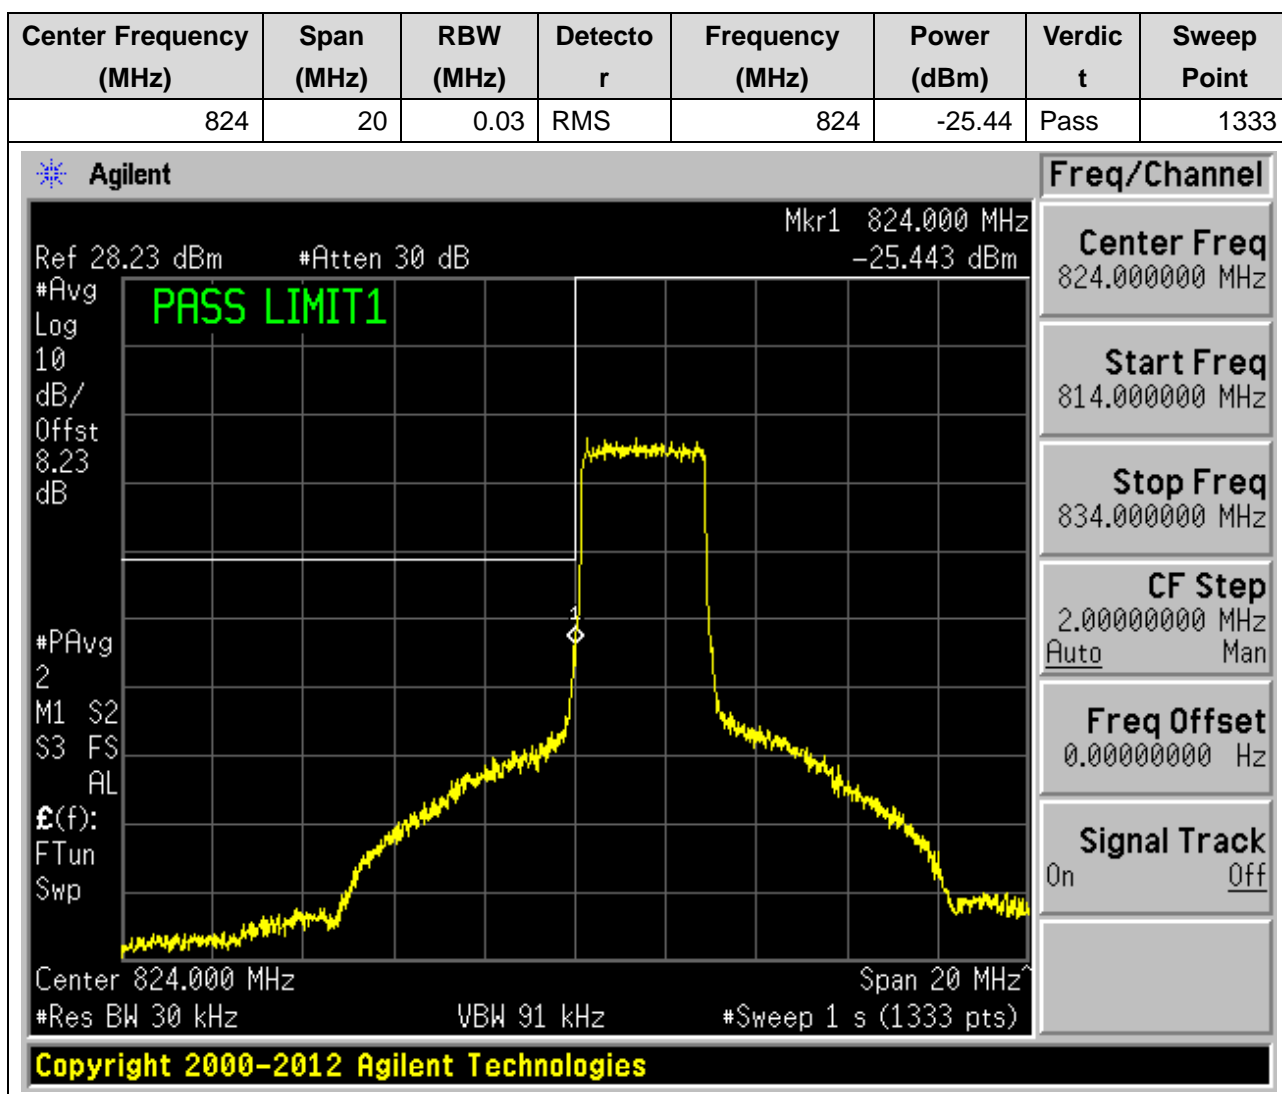 Center Frequency Span RBW Detecto Frequency Power Verdic Sweep
(MHz) (MHz) (MHz) r (MHz) (dBm) t Point
824 20 0.03 RMS 824 -25.44 Pass 1333
Agilent Freq/Channel
Mkr1 824.000 MHz
Ref 28.23 dBm #Atten 30 dB -25.443 dBm
#Avg
Log
10
dB/
Offst
8.23
dB
PASS LIMIT1
1
#PAvg
2
M1 S2
S3 FS
AL
£(f):
FTun
Swp
Center 824.000 MHz Span 20 MHz^
#Res BW 30 kHz VBW 91 kHz #Sweep 1 s (1333 pts)
Center Freq
824.000000 MHz
Start Freq
814.000000 MHz
Stop Freq
834.000000 MHz
CF Step
2.00000000 MHz
Auto Man
Freq Offset
0.00000000 Hz
Signal Track
On Off
Copyright 2000-2012 Agilent Technologies